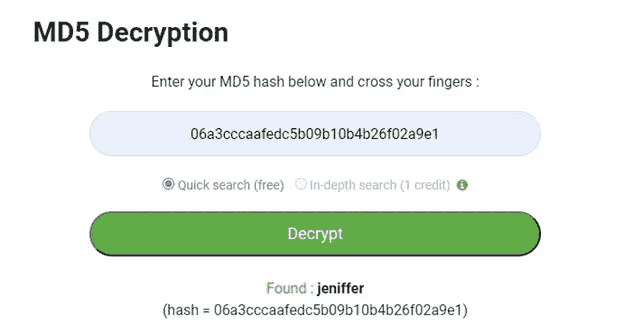 MD5 Decryption
Enter your MD5 hash below and cross your fingers :
06a3cccaafedc5b09b10b4b26f02a9e1
Quick search (free) In-depth search (1 credit)
Decrypt
Found : jeniffer
(hash = 06a3cccaafedc5b09b10b4b26f02a9e1)